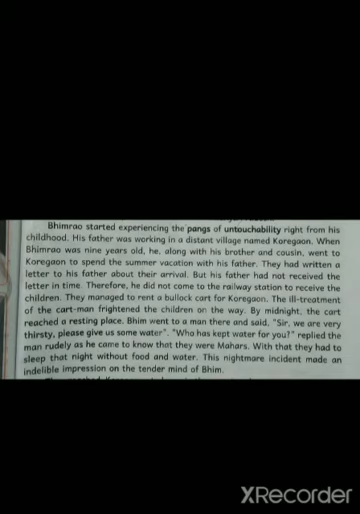 Bhimrao started experiencing the pangs of untouchability right from his
childhood. His father was working in a distant village named Koregaon. When
Bhimrao was nine years old, he, along with his brother and cousin, went to
Koregaon to spend the summer vacation with his father. They had written a
letter to his father about their arrival. But his father had not received the
letter in time. Therefore, he did not come to the railway station to receive the
children. They managed to rent a bullock cart for Koregaon. The ill-treatment
of the cart-man frightened the children on the way. By midnight, the cart
reached a resting place. Bhim went to a man there and said, "Sir, we are very
thirsty, please give us some water". "Who has kept water for you?" replied the
man rudely as he came to know that they were Mahars. With that they had to
sleep that night without food and water. This nightmare incident made an
indelible impression on the tender mind of Bhim.
XRecorder